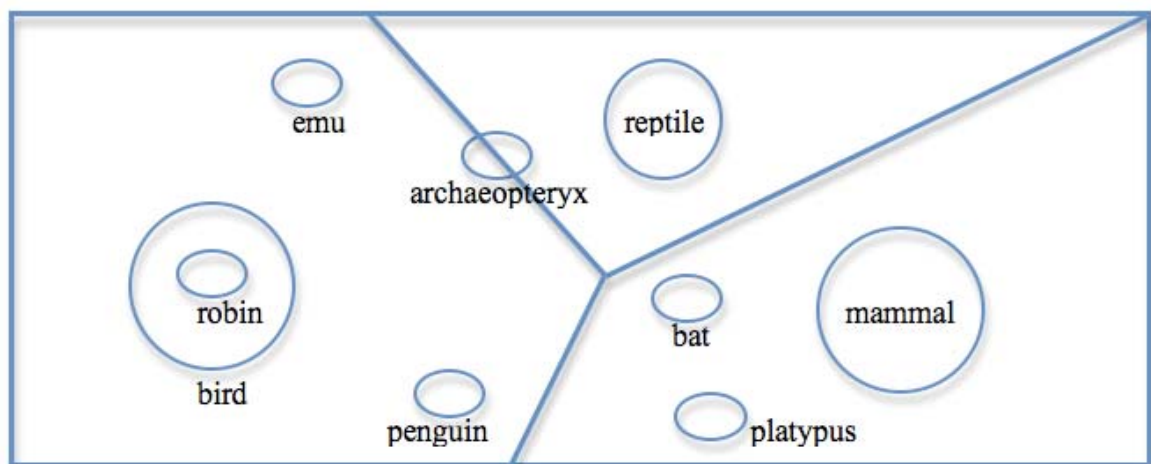 emu
reptile
archaeopteryx
robin
mammal
bat
bird
penguin
platypus